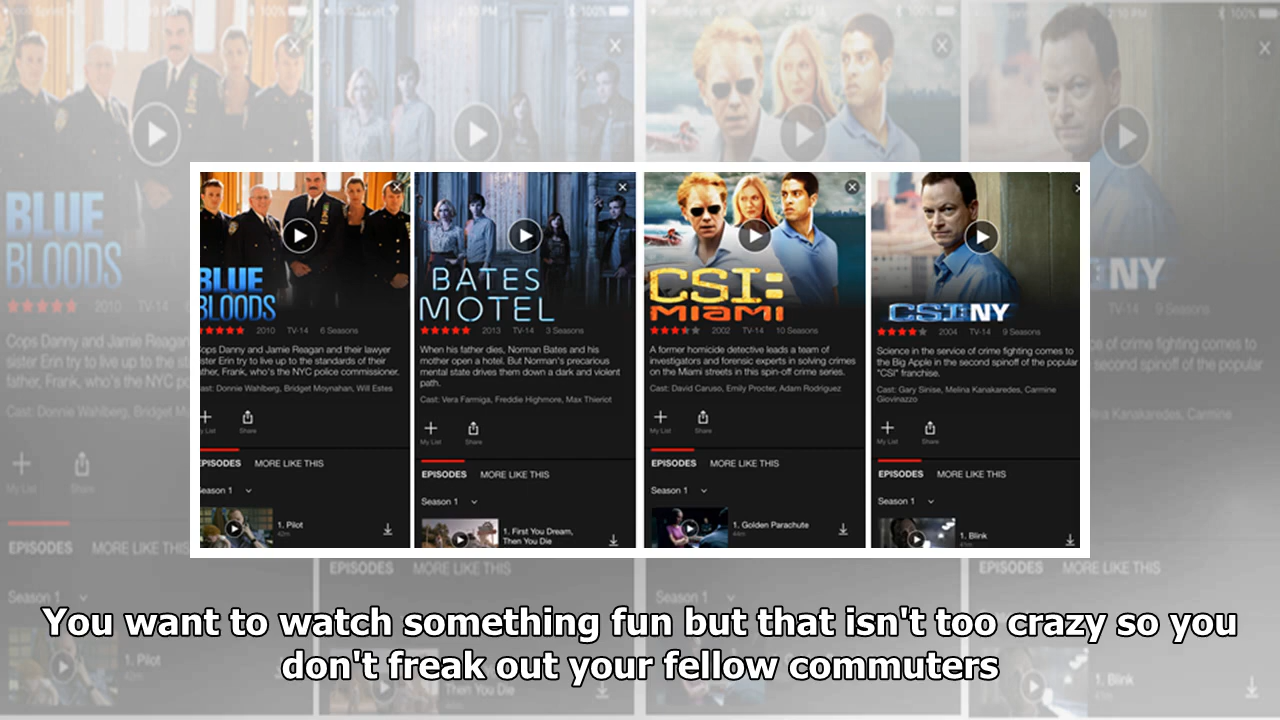 BLUE
BLOODS
2010 TV-14 6 Seasons
Cops Danny and Jamie Reagan and their lawyer
sister Erin try to live up to the standards of their
father, Frank, who's the NYC police commissioner.
Cast: Donnie Wahlberg, Bridget Moynahan, Will Estes
My List Share
EPISODES MORE LIKE THIS
Season 1
1. Pilot
42m
BATES
MOTEL
2013 TV-14 3 Seasons
When his father dies, Norman Bates and his
mother open a hotel. But Norman's precarious
mental state drives them down a dark and violent
path.
Cast: Vera Farmiga, Freddie Highmore, Max Thieriot
My List Share
EPISODES MORE LIKE THIS
Season 1
1. First You Dream,
Then You Die
CSI:
MIAMI
2002 TV-14 10 Seasons
A former homicide detective leads a team of
investigators and forensic experts in solving crimes
on the Miami streets in this spin-off crime series.
Cast: David Caruso, Emily Procter, Adam Rodriguez
My List Share
EPISODES MORE LIKE THIS
Season 1
1. Golden Parachute
44m
CSI:NY
2004 TV-14 9 Seasons
Science in the service of crime fighting comes to
the Big Apple in the second spinoff of the popular
"CSI" franchise.
Cast: Gary Sinise, Melina Kanakaredes, Carmine
Giovinazzo
My List Share
EPISODES MORE LIKE THIS
Season 1
1. Blink
41m
You want to watch something fun but that isn't too crazy so you
don't freak out your fellow commuters